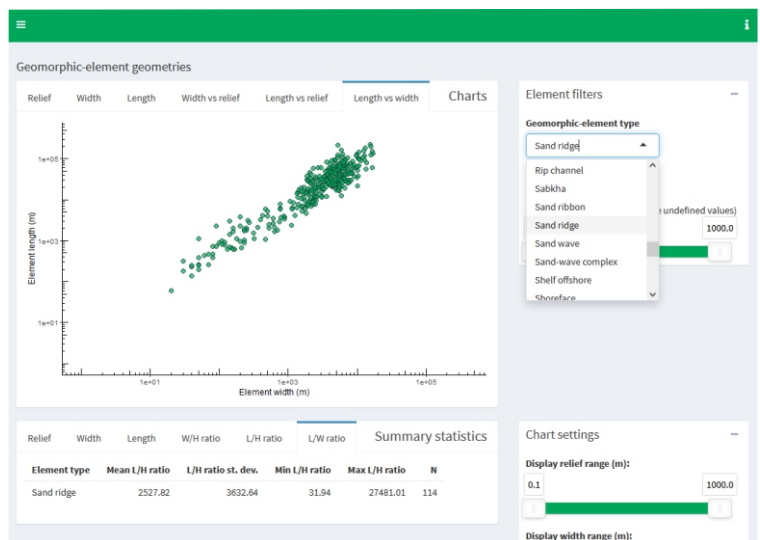 Geomorphic-element geometries
Relief Width Length Width vs relief Length vs relief Length vs width Charts
1e+05
1e+03
1e+01
Element length (m)
1e+01 1e+03 1e+05
Element width (m)
Element filters
Geomorphic-element type
Sand ridge
Rip channel
Sabkha
Sand ribbon
Sand ridge
Sand wave
Sand-wave complex
Shelf offshore
Shoreface
undefined values)
1000.0
Relief Width Length W/H ratio L/H ratio L/W ratio Summary statistics
Element type Mean L/H ratio L/H ratio st. dev. Min L/H ratio Max L/H ratio N
Sand ridge 2527.82 3632.64 31.94 27481.01 114
Chart settings
Display relief range (m):
0.1 1000.0
Display width range (m):